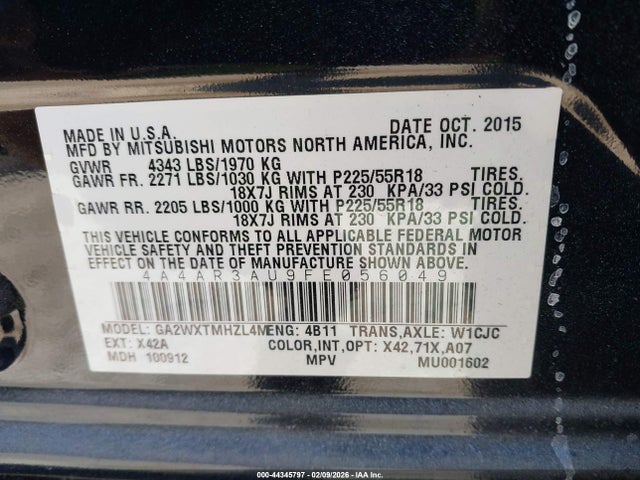 MADE IN U.S.A. DATE OCT. 2015
MFD BY MITSUBISHI MOTORS NORTH AMERICA, INC.
GVWR 4343 LBS/1970 KG
GAWR FR. 2271 LBS/1030 KG WITH P225/55R18 TIRES.
18X7J RIMS AT 230 KPA/33 PSI COLD.
GAWR RR. 2205 LBS/1000 KG WITH P225/55R18 TIRES.
18X7J RIMS AT 230 KPA/33 PSI COLD.
THIS VEHICLE CONFORMS TO ALL APPLICABLE FEDERAL MOTOR
VEHICLE SAFETY AND THEFT PREVENTION STANDARDS IN
EFFECT ON THE DATE OF MANUFACTURE SHOWN ABOVE.
4A4AR3AU9FE056049
MODEL: GA2WXTMHZL4M ENG: 4B11 TRANS,AXLE: W1CJC
EXT: X42A COLOR,INT,OPT: X42,71X,A07
MDH 100912 MPV MU001602
000-44345797 - 02/09/2026 - IAA Inc.